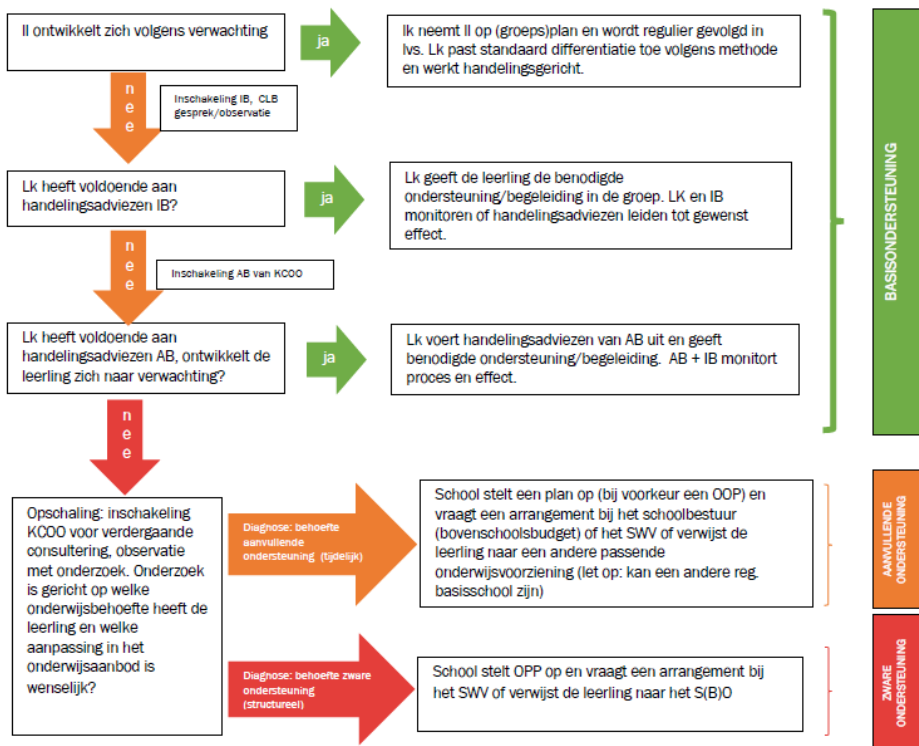 ll ontwikkelt zich volgens verwachting
ja
lk neemt ll op (groeps)plan en wordt regulier gevolgd in
lvs. Lk past standaard differentiatie toe volgens methode
en werkt handelingsgericht.
n
e
e
Inschakeling IB, CLB
gesprek/observatie
Lk heeft voldoende aan
handelingsadviezen IB?
ja
Lk geeft de leerling de benodigde
ondersteuning/begeleiding in de groep. LK en IB
monitoren of handelingsadviezen leiden tot gewenst
effect.
n
e
e
Inschakeling AB van KCOO
Lk heeft voldoende aan
handelingsadviezen AB, ontwikkelt de
leerling zich naar verwachting?
ja
Lk voert handelingsadviezen van AB uit en geeft
benodigde ondersteuning/begeleiding. AB + IB monitort
proces en effect.
BASISONDERSTEUNING
n
e
e
Opschaling: inschakeling
KCOO voor verdergaande
consultering, observatie
met onderzoek. Onderzoek
is gericht op welke
onderwijsbehoefte heeft de
leerling en welke
aanpassing in het
onderwijsaanbod is
wenselijk?
Diagnose: behoefte
aanvullende
ondersteuning (tijdelijk)
School stelt een plan op (bij voorkeur een OOP) en
vraagt een arrangement bij het schoolbestuur
(bovenschoolsbudget) of het SWV of verwijst de
leerling naar een andere passende
onderwijsvoorziening (let op: kan een andere reg.
basisschool zijn)
AANVULLENDE
ONDERSTEUNING
Diagnose: behoefte zware
ondersteuning
(structureel)
School stelt OPP op en vraagt een arrangement bij
het SWV of verwijst de leerling naar het S(B)O
ZWARE
ONDERSTEUNING